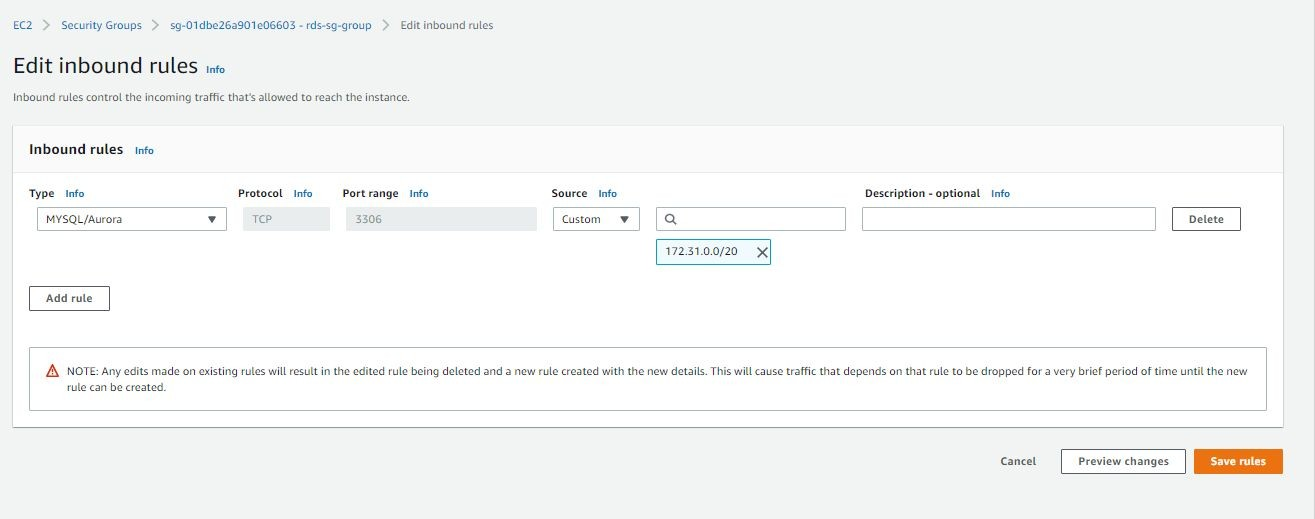 EC2 > Security Groups > sg-01dbe26a901e06603 - rds-sg-group > Edit inbound rules
Edit inbound rules Info
Inbound rules control the incoming traffic that's allowed to reach the instance.
Inbound rules Info
Type Info Protocol Info Port range Info Source Info Description - optional Info
MYSQL/Aurora TCP 3306 Custom Delete
172.31.0.0/20
Add rule
NOTE: Any edits made on existing rules will result in the edited rule being deleted and a new rule created with the new details. This will cause traffic that depends on that rule to be dropped for a very brief period of time until the new
rule can be created.
Cancel Preview changes Save rules